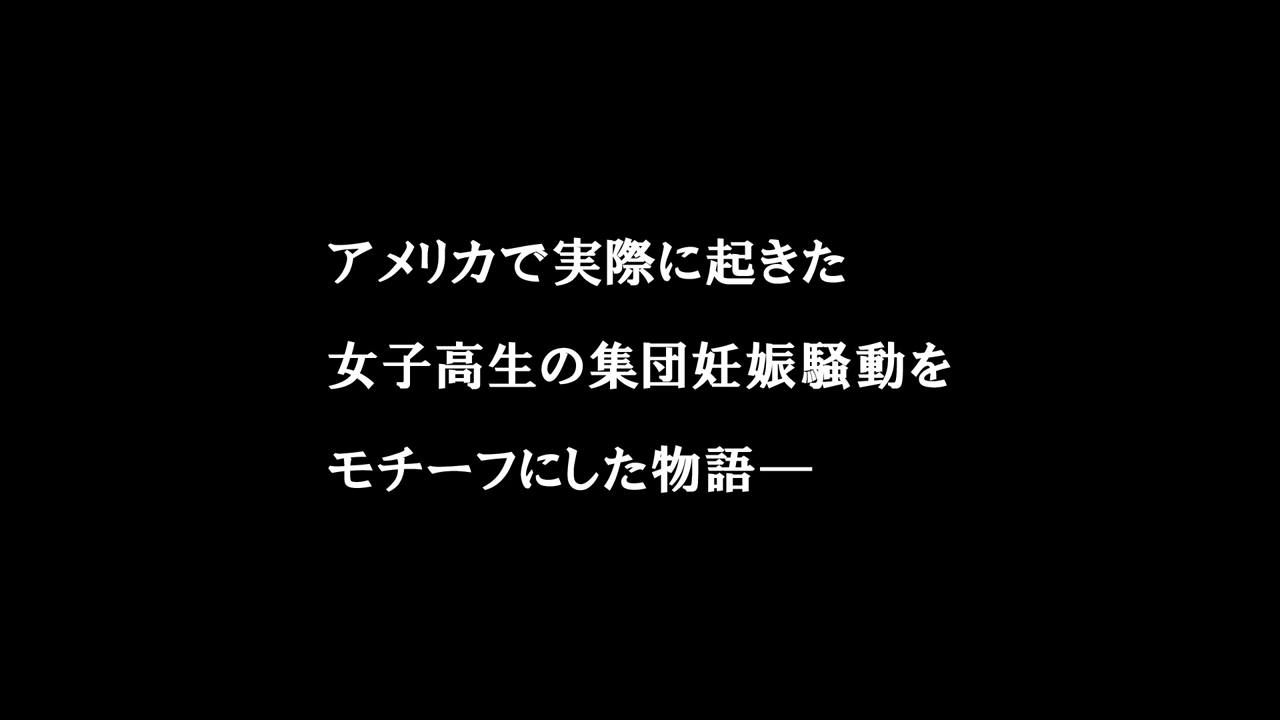 アメリカで実際に起きた
女子高生の集団妊娠騒動を
モチーフにした物語―